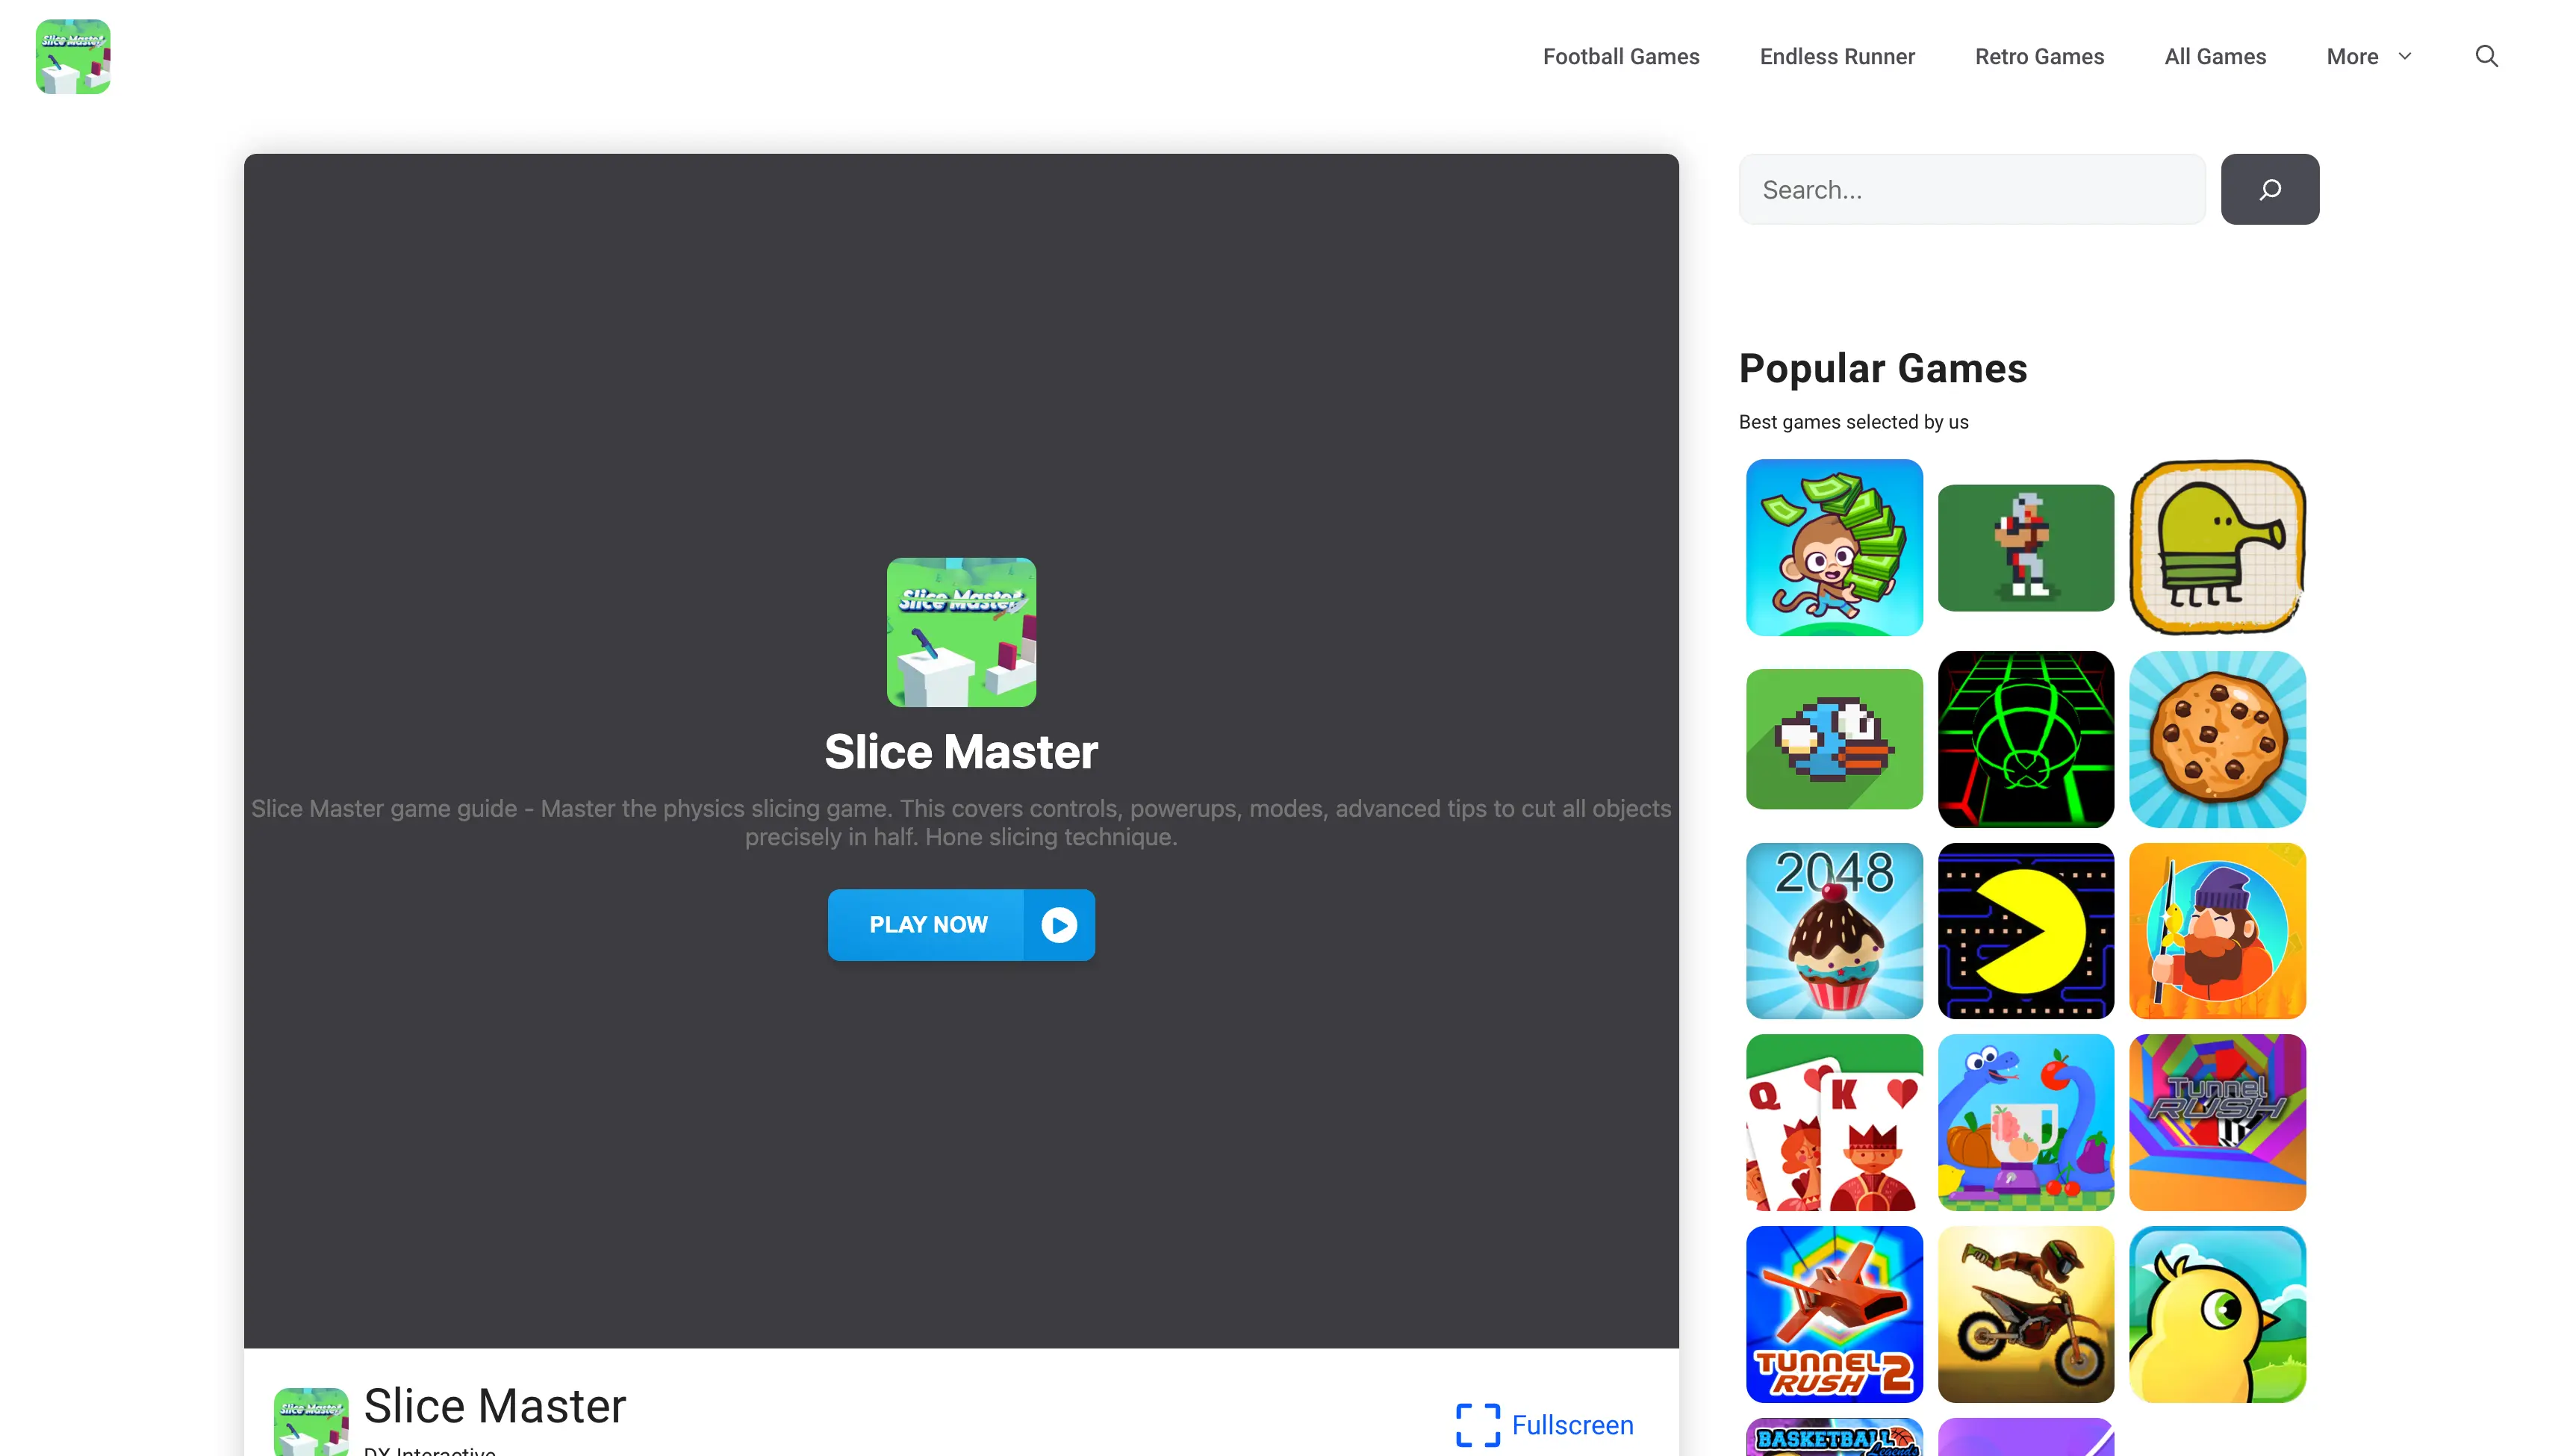 Slice Master
Football Games
Endless Runner
Retro Games
All Games
More
Search...
Popular Games
Best games selected by us
Slice Master
Slice Master
Slice Master game guide - Master the physics slicing game. This covers controls, powerups, modes, advanced tips to cut all objects
precisely in half. Hone slicing technique.
PLAY NOW
2048
Q
K
Tunnel
RUSH
TUNNEL
RUSH 2
BASKETBALL
Legends
Slice Master
Slice Master
DX Interactive
Fullscreen